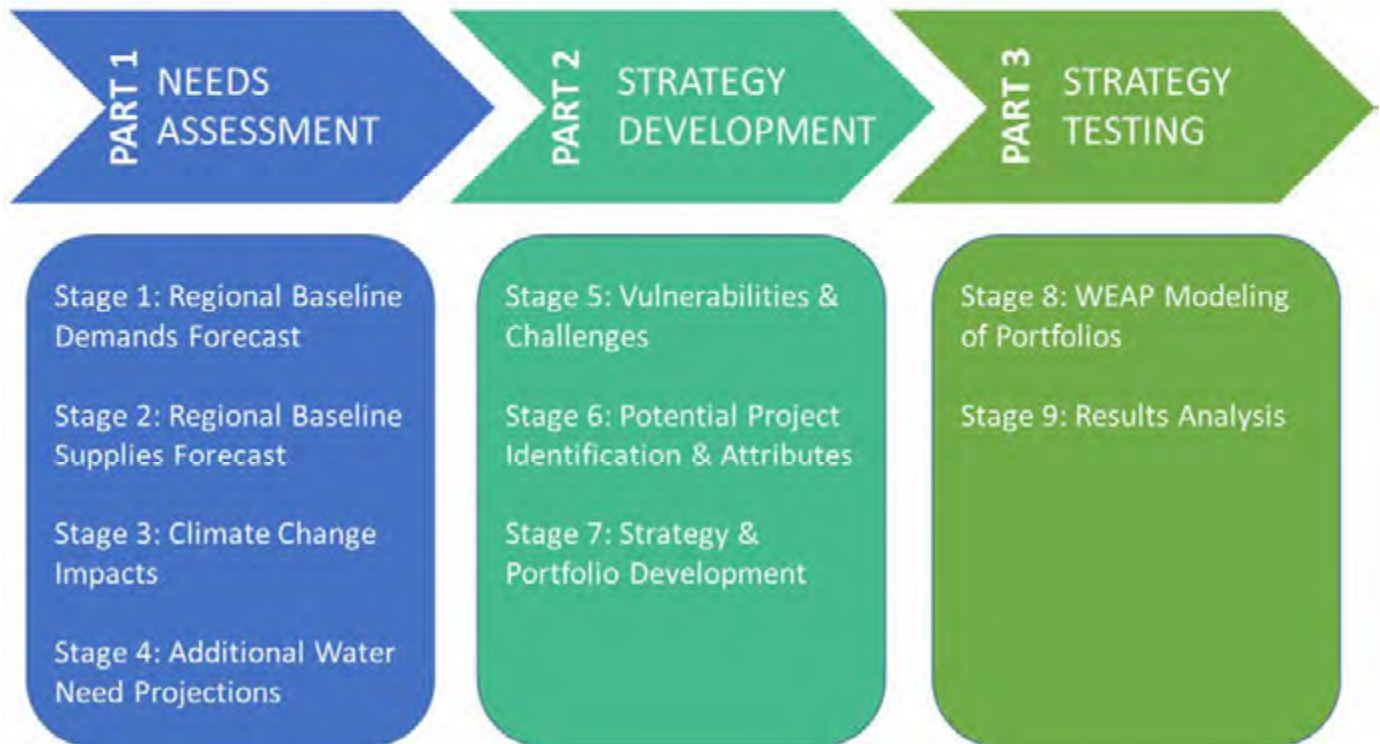 PART 1
NEEDS
ASSESSMENT
PART 2
STRATEGY
DEVELOPMENT
PART 3
STRATEGY
TESTING
Stage 1: Regional Baseline
Demands Forecast
Stage 2: Regional Baseline
Supplies Forecast
Stage 3: Climate Change
Impacts
Stage 4: Additional Water
Need Projections
Stage 5: Vulnerabilities &
Challenges
Stage 6: Potential Project
Identification & Attributes
Stage 7: Strategy &
Portfolio Development
Stage 8: WEAP Modeling
of Portfolios
Stage 9: Results Analysis